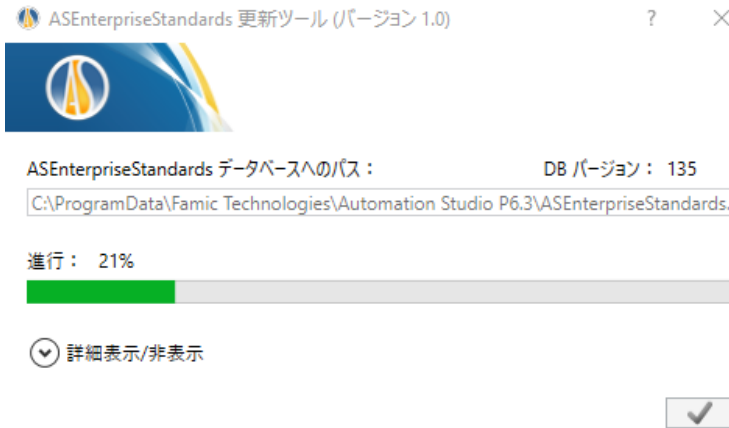 ASEnterpriseStandards 更新ツール (バージョン 1.0)
ASEnterpriseStandards データベースへのパス： DB バージョン： 135
C:\ProgramData\Famic Technologies\Automation Studio P6.3\ASEnterpriseStandards.
進行： 21%
詳細表示/非表示